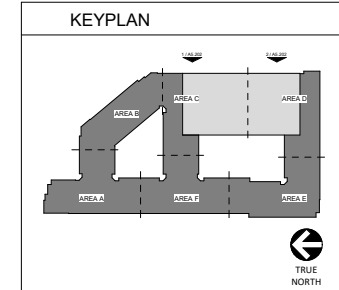 KEYPLAN
1 / A5.202
2 / A5.202
AREA C
AREA D
AREA B
AREA A
AREA F
AREA E
TRUE
NORTH